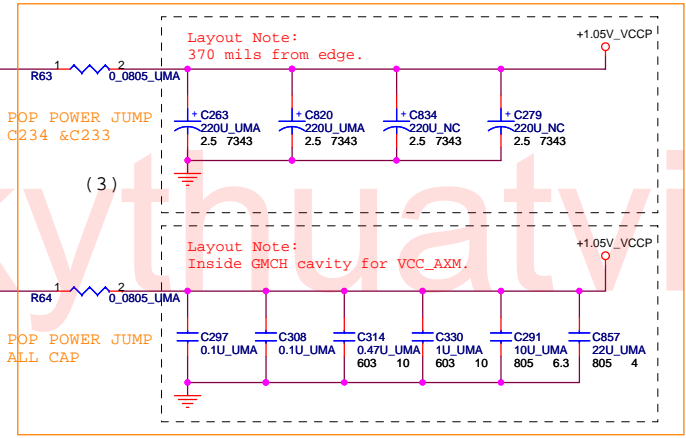 Layout Note:
370 mils from edge.
+1.05V_VCCP
1 2
R63 0_0805_UMA
POP POWER JUMP
C234 &C233
+ C263
220U_UMA
2.5 7343
+ C820
220U_UMA
2.5 7343
+ C834
220U_NC
2.5 7343
+ C279
220U_NC
2.5 7343
(3)
kythuatvi
Layout Note:
Inside GMCH cavity for VCC_AXM.
+1.05V_VCCP
1 2
R64 0_0805_UMA
POP POWER JUMP
ALL CAP
C297
0.1U_UMA
C308
0.1U_UMA
C314
0.47U_UMA
603 10
C330
1U_UMA
603 10
C291
10U_UMA
805 6.3
C857
22U_UMA
805 4